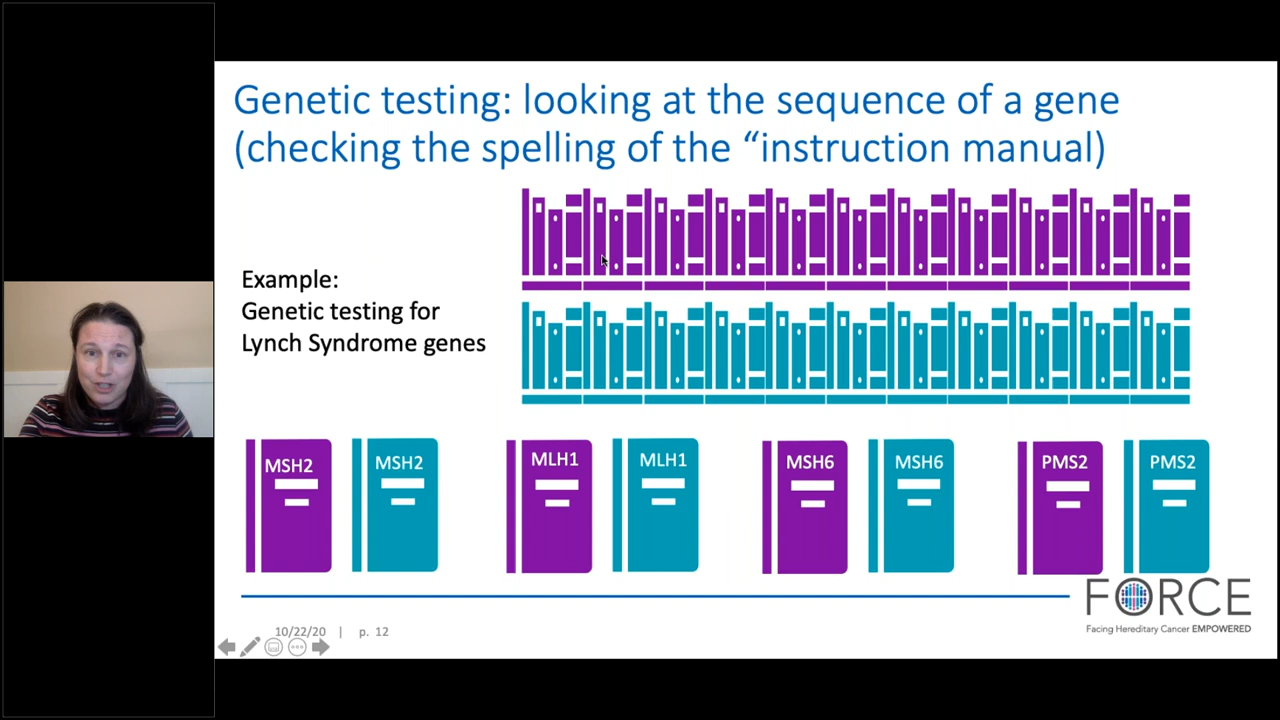 Genetic testing: looking at the sequence of a gene
(checking the spelling of the “instruction manual)
Example:
Genetic testing for
Lynch Syndrome genes
MSH2 MSH2 MLH1 MLH1 MSH6 MSH6 PMS2 PMS2
FORCE
Facing Hereditary Cancer EMPOWERED
10/22/20 | p. 12